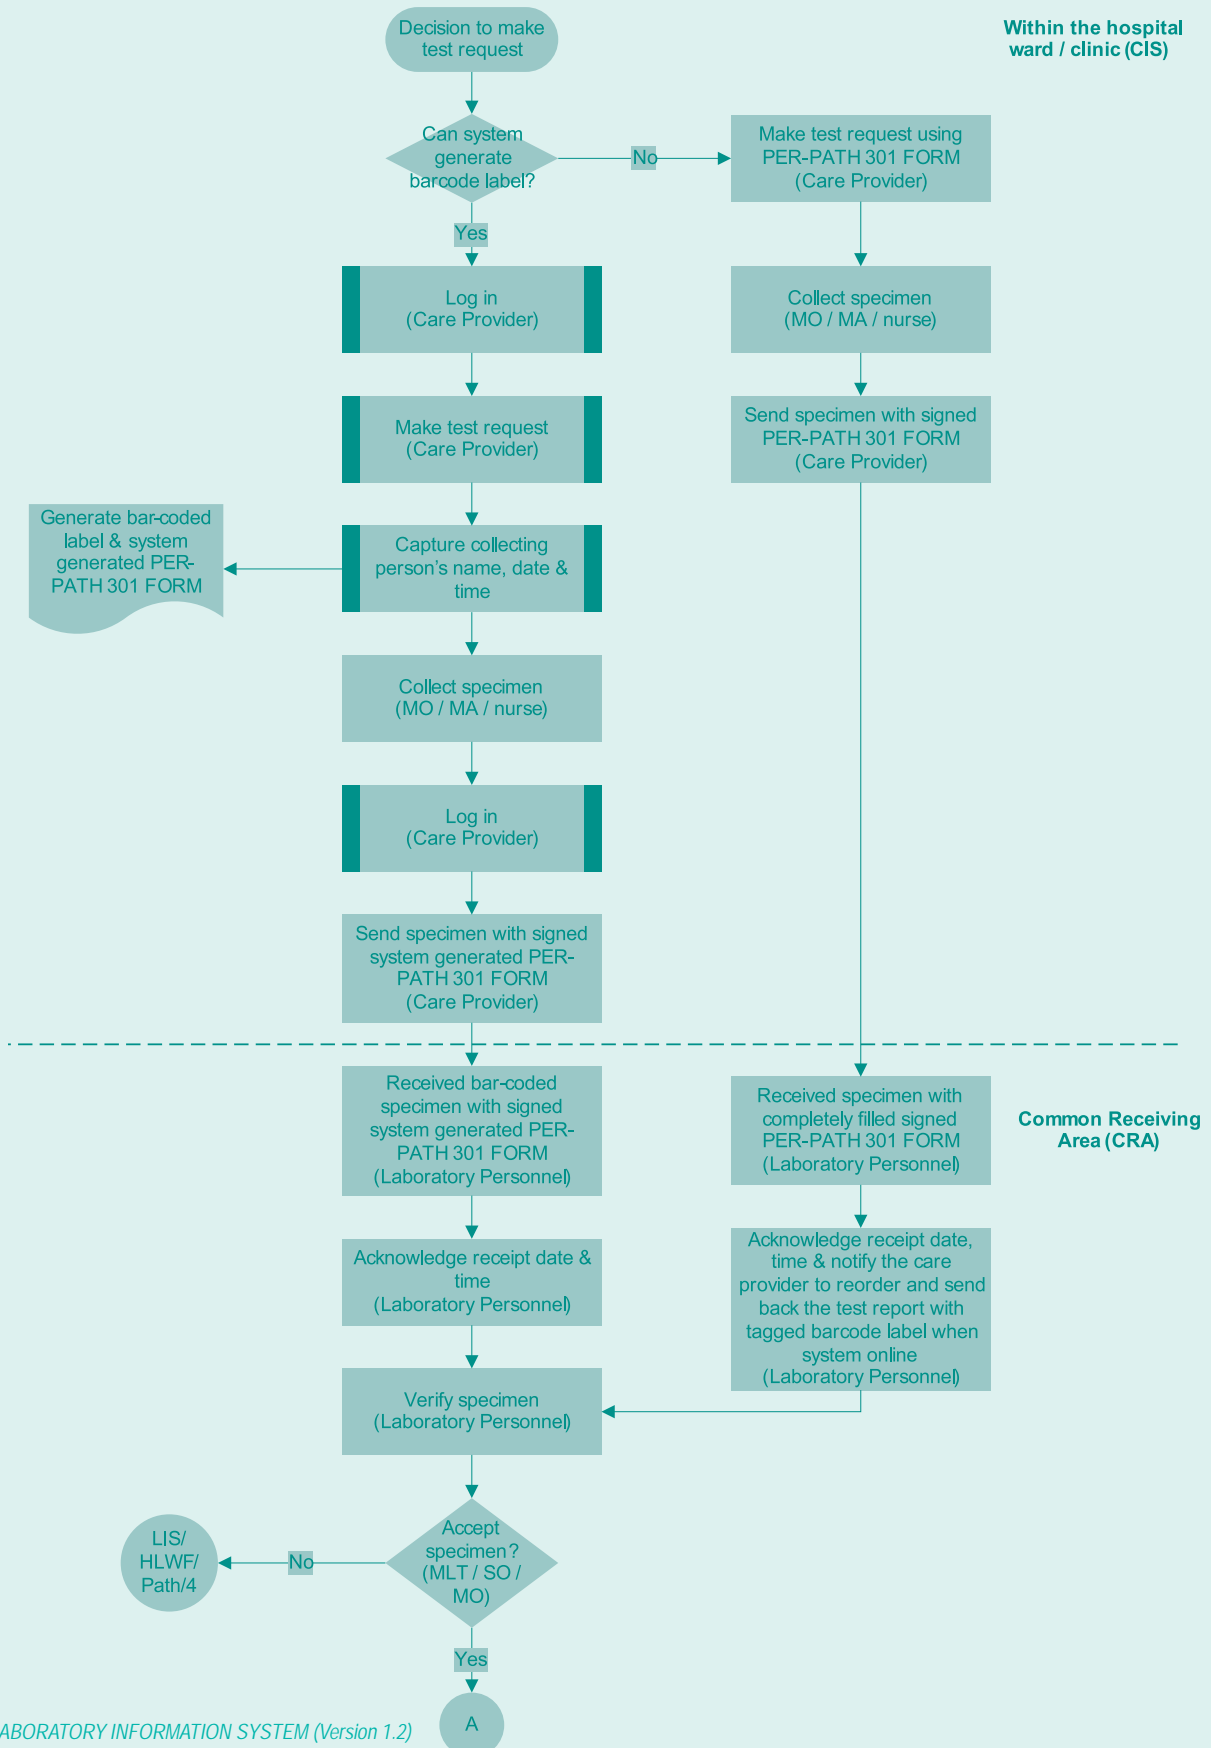 Decision to make
test request
Within the hospital
ward / clinic (CIS)
Can system
generate
barcode label?
No
Make test request using
PER-PATH 301 FORM
(Care Provider)
Yes
Log in
(Care Provider)
Collect specimen
(MO / MA / nurse)
Make test request
(Care Provider)
Send specimen with signed
PER-PATH 301 FORM
(Care Provider)
Generate bar-coded
label & system
generated PER-
PATH 301 FORM
Capture collecting
person's name, date &
time
Collect specimen
(MO / MA / nurse)
Log in
(Care Provider)
Send specimen with signed
system generated PER-
PATH 301 FORM
(Care Provider)
Received bar-coded
specimen with signed
system generated PER-
PATH 301 FORM
(Laboratory Personnel)
Received specimen with
completely filled signed
PER-PATH 301 FORM
(Laboratory Personnel)
Common Receiving
Area (CRA)
Acknowledge receipt date &
time
(Laboratory Personnel)
Acknowledge receipt date,
time & notify the care
provider to reorder and send
back the test report with
tagged barcode label when
system online
(Laboratory Personnel)
Verify specimen
(Laboratory Personnel)
Accept
specimen?
(MLT / SO /
MO)
No
LIS/
HLWF/
Path/4
Yes
A
ABORATORY INFORMATION SYSTEM (Version 1.2)